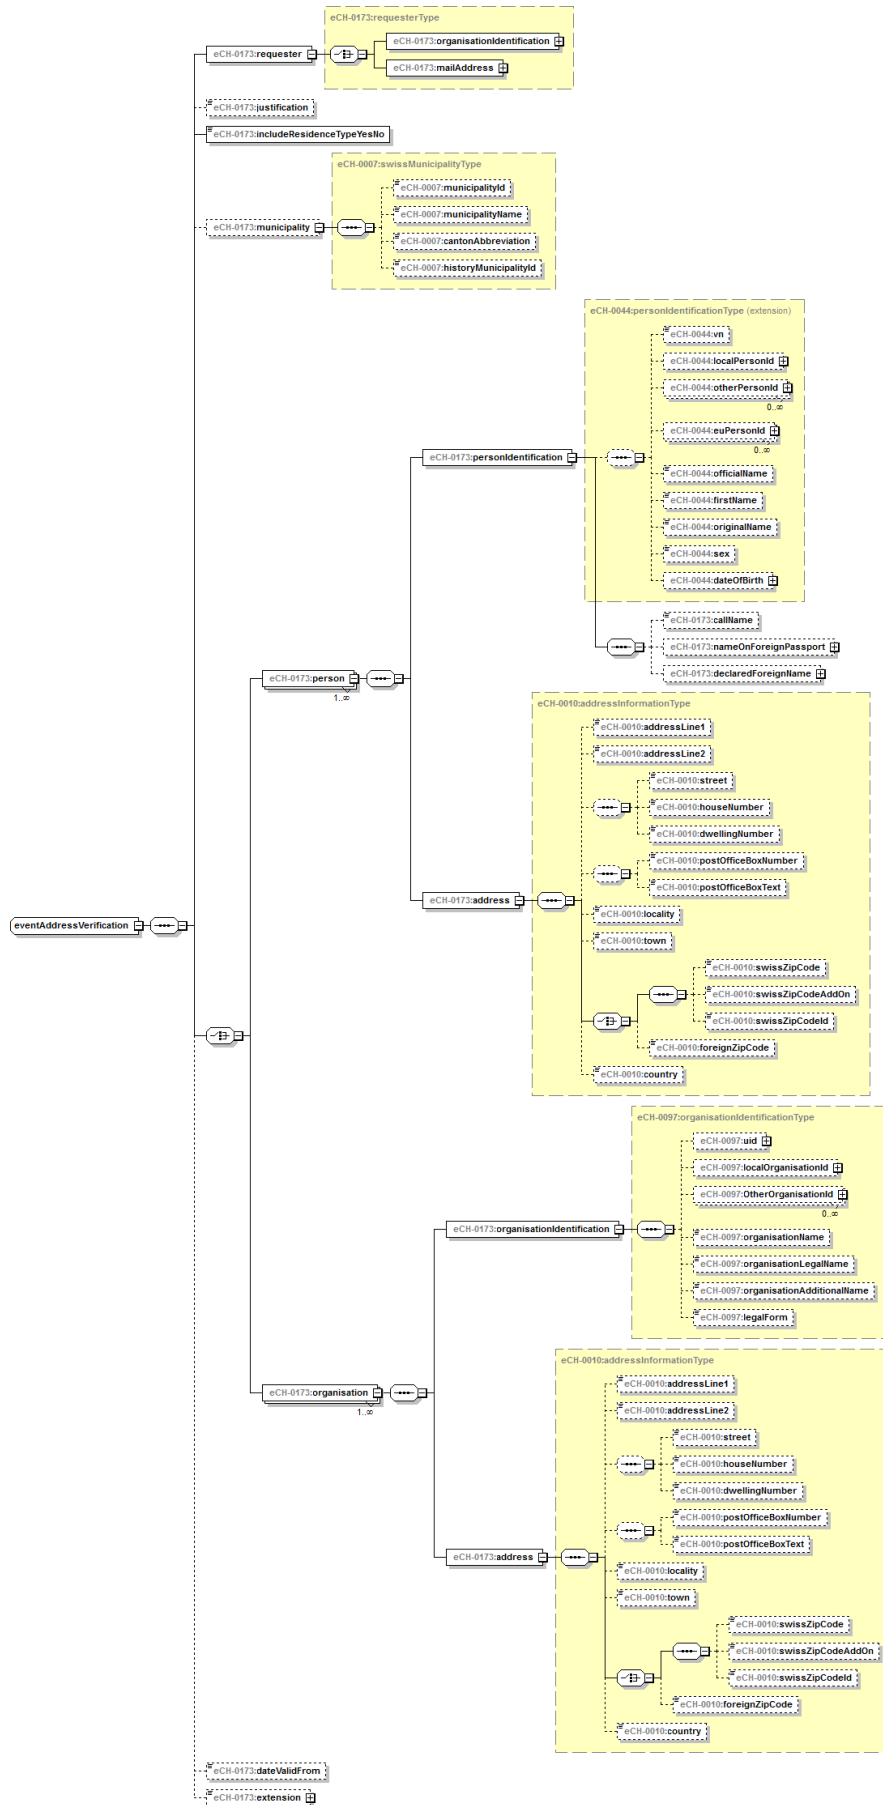 eCH-0173:requesterType
eCH-0173:organisationIdentification
eCH-0173:requester
eCH-0173:mailAddress
eCH-0173:justification
eCH-0173:includeResidenceTypeYesNo
eCH-0007:swissMunicipalityType
eCH-0007:municipalityId
eCH-0007:municipalityName
eCH-0173:municipality
eCH-0007:cantonAbbreviation
eCH-0007:historyMunicipalityId
eCH-0044:personIdentificationType (extension)
eCH-0044:vn
eCH-0044:localPersonId
eCH-0044:otherPersonId
0..∞
eCH-0044:euPersonId
0..∞
eCH-0173:personIdentification
eCH-0044:officialName
eCH-0044:firstName
eCH-0044:originalName
eCH-0044:sex
eCH-0044:dateOfBirth
eCH-0173:callName
eCH-0173:nameOnForeignPassport
eCH-0173:declaredForeignName
eCH-0173:person
1..∞
eCH-0010:addressInformationType
eCH-0010:addressLine1
eCH-0010:addressLine2
eCH-0010:street
eCH-0010:houseNumber
eCH-0010:dwellingNumber
eCH-0010:postOfficeBoxNumber
eCH-0010:postOfficeBoxText
eCH-0173:address
eCH-0010:locality
eventAddressVerification
eCH-0010:town
eCH-0010:swissZipCode
eCH-0010:swissZipCodeAddOn
eCH-0010:swissZipCodeId
eCH-0010:foreignZipCode
eCH-0010:country
eCH-0097:organisationIdentificationType
eCH-0097:uid
eCH-0097:localOrganisationId
eCH-0097:OtherOrganisationId
0..∞
eCH-0173:organisationIdentification
eCH-0097:organisationName
eCH-0097:organisationLegalName
eCH-0097:organisationAdditionalName
eCH-0097:legalForm
eCH-0010:addressInformationType
eCH-0010:addressLine1
eCH-0173:organisation
1..∞
eCH-0010:addressLine2
eCH-0010:street
eCH-0010:houseNumber
eCH-0010:dwellingNumber
eCH-0010:postOfficeBoxNumber
eCH-0010:postOfficeBoxText
eCH-0173:address
eCH-0010:locality
eCH-0010:town
eCH-0010:swissZipCode
eCH-0010:swissZipCodeAddOn
eCH-0010:swissZipCodeId
eCH-0010:foreignZipCode
eCH-0010:country
eCH-0173:dateValidFrom
eCH-0173:extension